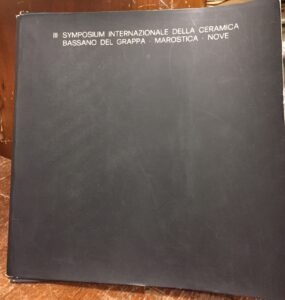 III SYMPOSIUM INTERNAZIONALE DELLA CERAMICA
BASSANO DEL GRAPPA · MAROSTICA · NOVE